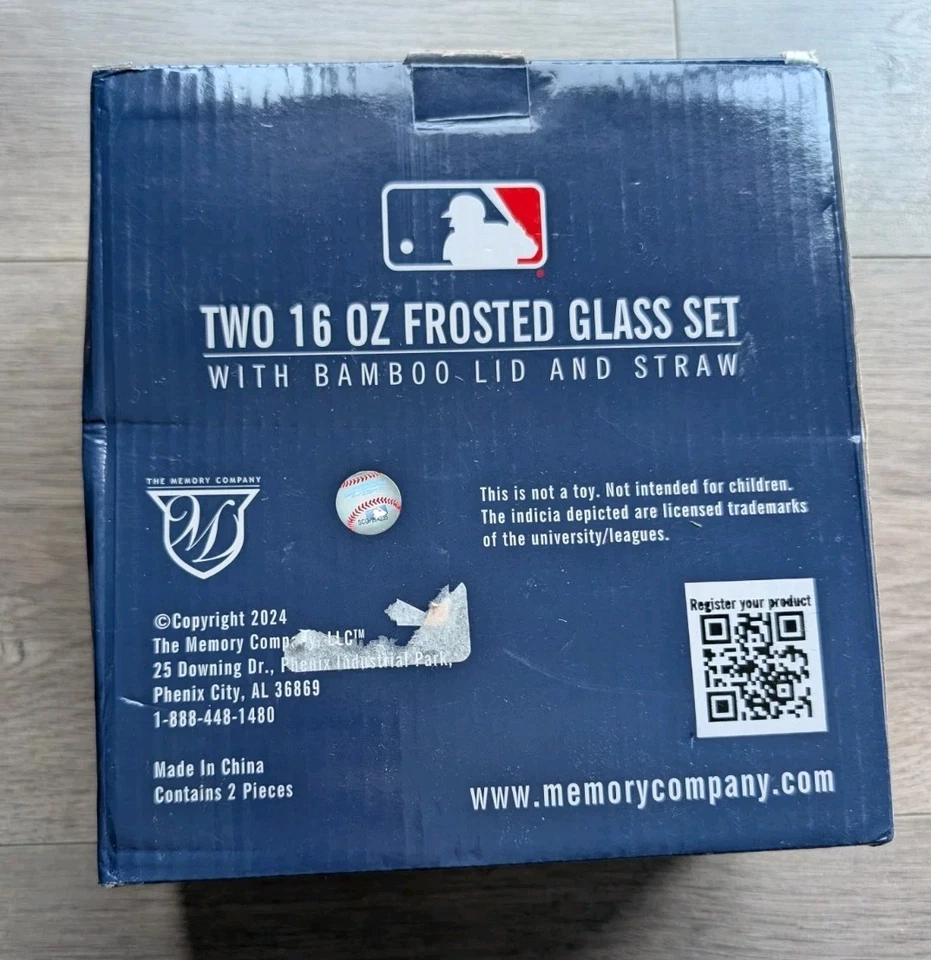 TWO 16 OZ FROSTED GLASS SET
WITH BAMBOO LID AND STRAW
THE MEMORY COMPANY
This is not a toy. Not intended for children.
The indicia depicted are licensed trademarks
of the university/leagues.
Register your product
©Copyright 2024
The Memory Company, LLC™
25 Downing Dr., Phenix Industrial Park,
Phenix City, AL 36869
1-888-448-1480
Made In China
Contains 2 Pieces
www.memorycompany.com